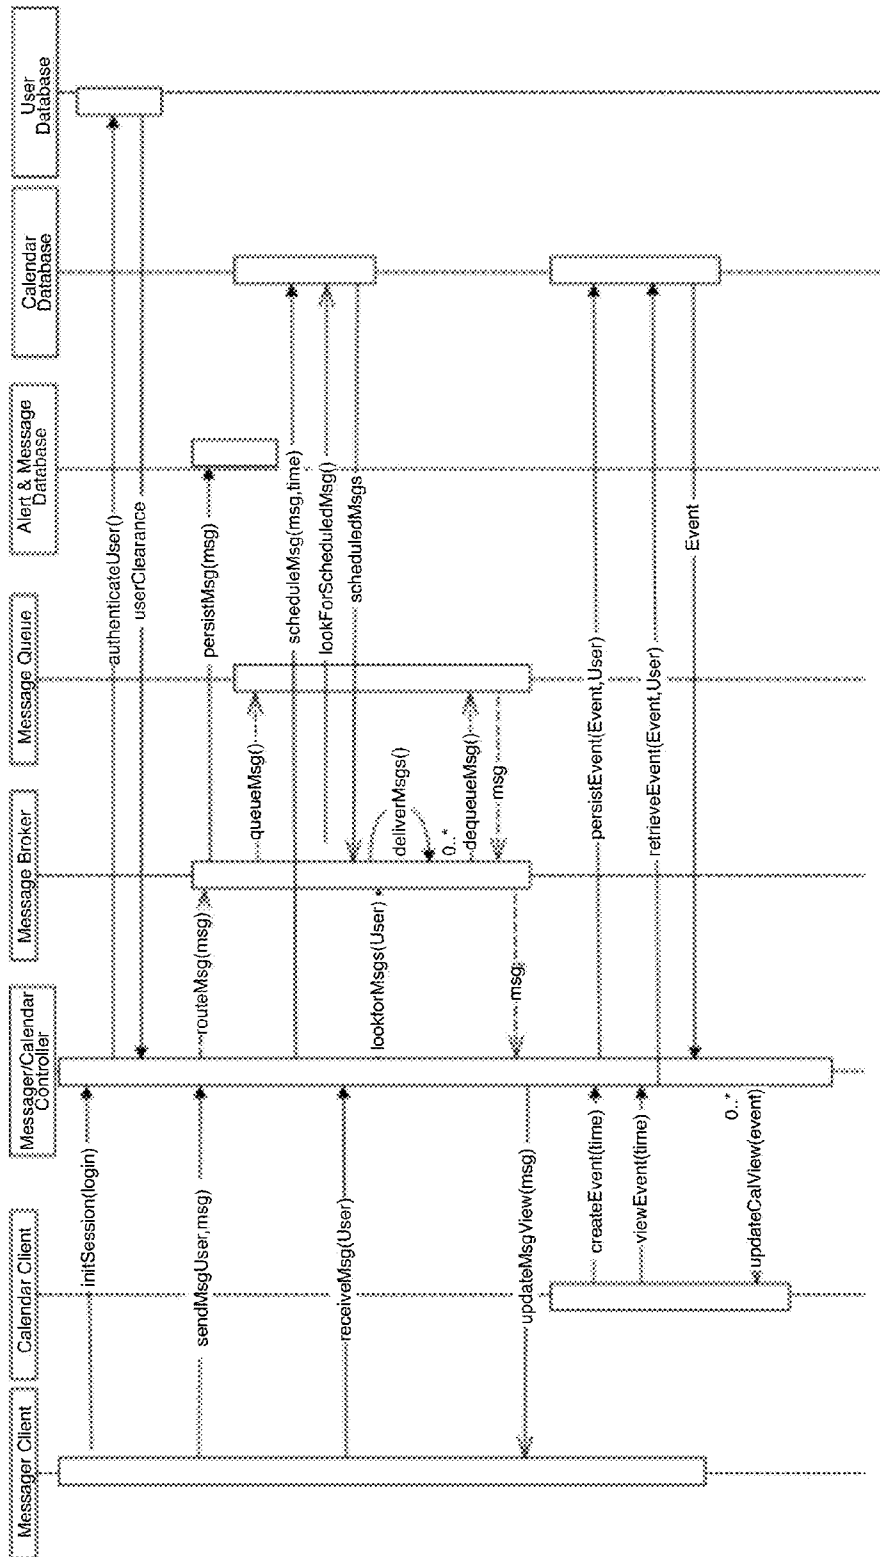 Messager Client
Calendar Client
Messager/Calendar
Controller
Message Broker
Message Queue
Alert & Message
Database
Calendar
Database
User
Database
initSession(login)
authenticateUser()
userClearance
sendMsgUser,msg)
routeMsg(msg)
persistMsg(msg)
queueMsg()
scheduleMsg(msg,time)
lookForScheduledMsg()
receiveMsg(User)
scheduledMsgs
lookforMsgs(User) *
deliverMsgs()
0..*
dequeueMsg()
msg
msg
updateMsgView(msg)
createEvent(time)
persistEvent(Event,User)
viewEvent(time)
retrieveEvent(Event,User)
Event
0..*
updateCalView(event)